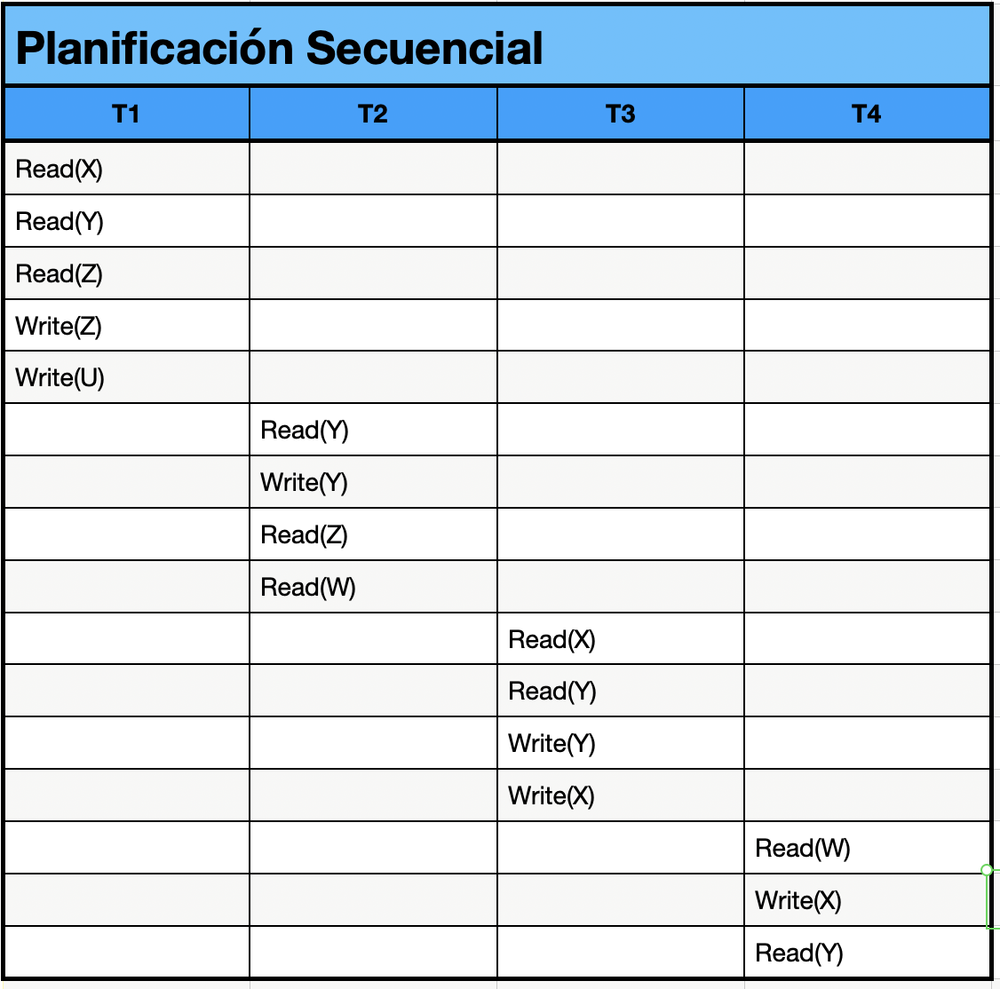 Planificación Secuencial
T1 T2 T3 T4
Read(X)
Read(Y)
Read(Z)
Write(Z)
Write(U)
Read(Y)
Write(Y)
Read(Z)
Read(W)
Read(X)
Read(Y)
Write(Y)
Write(X)
Read(W)
Write(X)
Read(Y)